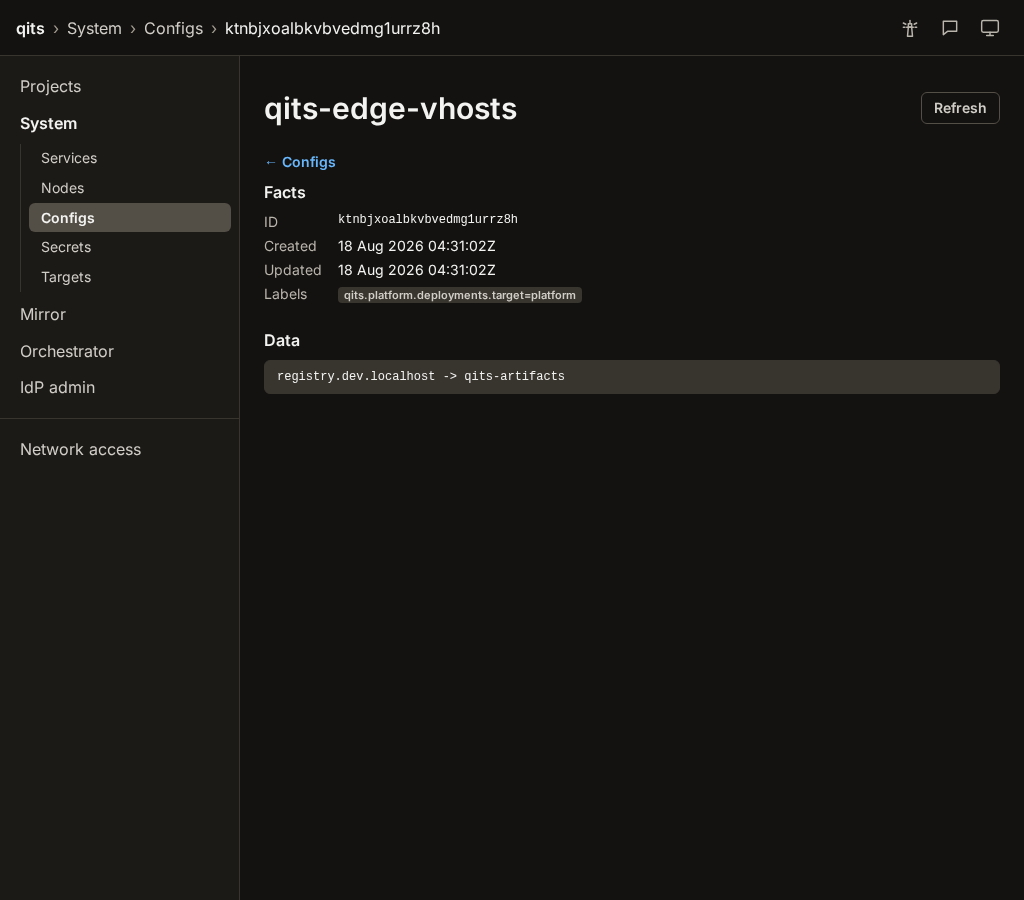 qits › System › Configs › ktnbjxoalbkvbvedmg1urrz8h
Projects
System
Services
Nodes
Configs
Secrets
Targets
Mirror
Orchestrator
IdP admin
Network access
qits-edge-vhosts
Refresh
← Configs
Facts
ID ktnbjxoalbkvbvedmg1urrz8h
Created 18 Aug 2026 04:31:02Z
Updated 18 Aug 2026 04:31:02Z
Labels qits.platform.deployments.target=platform
Data
registry.dev.localhost -> qits-artifacts